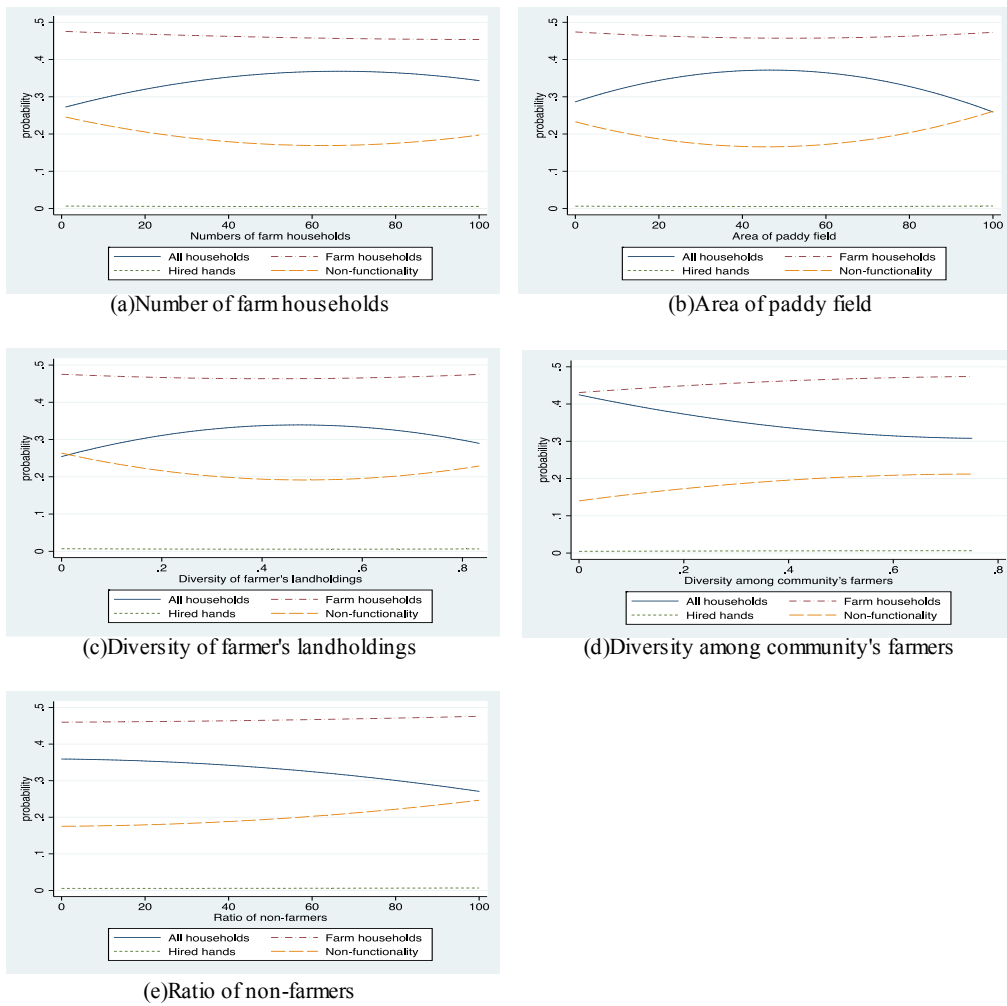 .5
.4
.3
.2
.1
0
probability
0 20 40 60 80 100
Numbers of farm households
All households Farm households
Hired hands Non-functionality
(a)Number of farm households
.5
.4
.3
.2
.1
0
probability
0 20 40 60 80 100
Area of paddy field
All households Farm households
Hired hands Non-functionality
(b)Area of paddy field
.5
.4
.3
.2
.1
0
probability
0 .2 .4 .6 .8
Diversity of farmer's landholdings
All households Farm households
Hired hands Non-functionality
(c)Diversity of farmer's landholdings
.5
.4
.3
.2
.1
0
probability
0 .2 .4 .6 .8
Diversity among community's farmers
All households Farm households
Hired hands Non-functionality
(d)Diversity among community's farmers
.5
.4
.3
.2
.1
0
probability
0 20 40 60 80 100
Ratio of non-farmers
All households Farm households
Hired hands Non-functionality
(e)Ratio of non-farmers